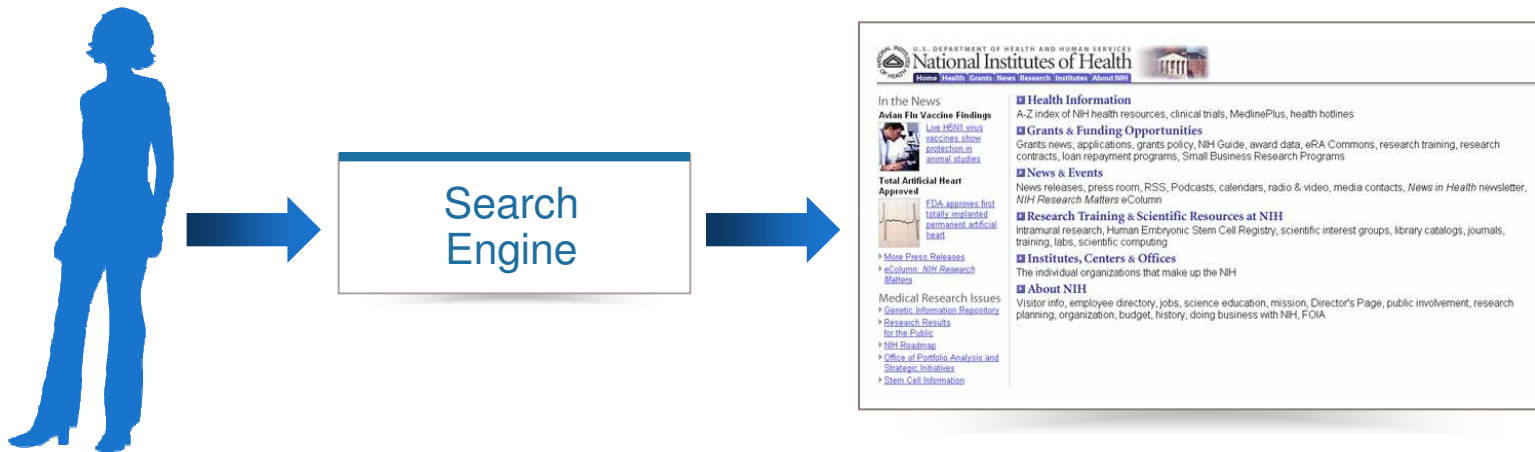 Search
Engine
U.S. DEPARTMENT OF HEALTH AND HUMAN SERVICES
National Institutes of Health
NATIONAL INSTITUTES OF HEALTH
Home Health Grants News Research Institutes About NIH
In the News
Avian Flu Vaccine Findings
Live H5N1 virus
vaccines show
protection in
animal studies
Total Artificial Heart
Approved
FDA approves first
totally implanted
permanent artificial
heart
More Press Releases
eColumn: NIH Research
Matters
Medical Research Issues
Genetic Information Repository
Research Results
for the Public
NIH Roadmap
Office of Portfolio Analysis and
Strategic Initiatives
Stem Cell Information
Health Information
A-Z index of NIH health resources, clinical trials, MedlinePlus, health hotlines
Grants & Funding Opportunities
Grants news, applications, grants policy, NIH Guide, award data, eRA Commons, research training, research
contracts, loan repayment programs, Small Business Research Programs
News & Events
News releases, press room, RSS, Podcasts, calendars, radio & video, media contacts, News in Health newsletter,
NIH Research Matters eColumn
Research Training & Scientific Resources at NIH
Intramural research, Human Embryonic Stem Cell Registry, scientific interest groups, library catalogs, journals,
training, labs, scientific computing
Institutes, Centers & Offices
The individual organizations that make up the NIH
About NIH
Visitor info, employee directory, jobs, science education, mission, Director's Page, public involvement, research
planning, organization, budget, history, doing business with NIH, FOIA